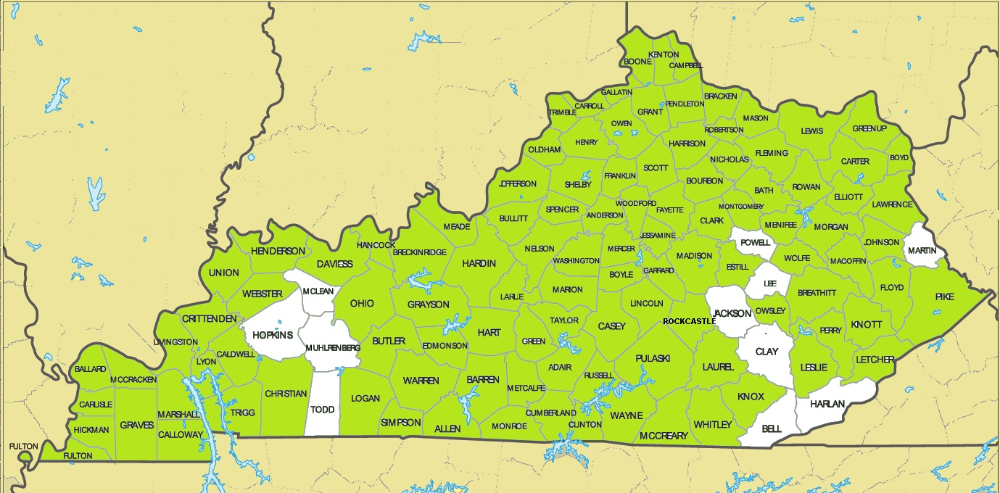 KENTON
BOONE
CAMPBELL
GALLATIN
BRACKEN
CARROLL
PENDLETON
TRIMBLE
GRANT
MASON
OWEN
ROBERTSON
LEWIS
GREENUP
HENRY
HARRISON
OLDHAM
FLEMING
NICHOLAS
CARTER
BOYD
SCOTT
FRANKLIN
BOURBON
JEFFERSON
SHELBY
ROWAN
BATH
ELLIOTT
WOODFORD
LAWRENCE
MONTGOMERY
SPENCER
FAYETTE
ANDERSON
BULLITT
CLARK
MENIFEE
MORGAN
MEADE
JESSAMINE
POWELL
JOHNSON
HANCOCK
NELSON
MERCER
MARTIN
HENDERSON
BRECKINRIDGE
MADISON
WOLFE
WASHINGTON
MAGOFFIN
DAVIESS
HARDIN
ESTILL
GARRARD
UNION
BOYLE
LEE
FLOYD
MCLEAN
MARION
WEBSTER
BREATHITT
LARUE
PIKE
OHIO
GRAYSON
LINCOLN
OWSLEY
JACKSON
CRITTENDEN
TAYLOR
ROCKCASTLE
KNOTT
CASEY
PERRY
HART
HOPKINS
LIVINGSTON
BUTLER
GREEN
EDMONSON
MUHLRENBERG
CLAY
CALDWELL
LYON
PULASKI
LETCHER
ADAIR
LAUREL
LESLIE
BALLARD
RUSSELL
MCCRACKEN
WARREN
BARREN
METCALFE
CHRISTIAN
LOGAN
KNOX
CARLISLE
HARLAN
TODD
TRIGG
CUMBERLAND
MARSHALL
WAYNE
SIMPSON
GRAVES
CLINTON
WHITLEY
MONROE
ALLEN
BELL
HICKMAN
CALLOWAY
MCCREARY
FULTON
FULTON